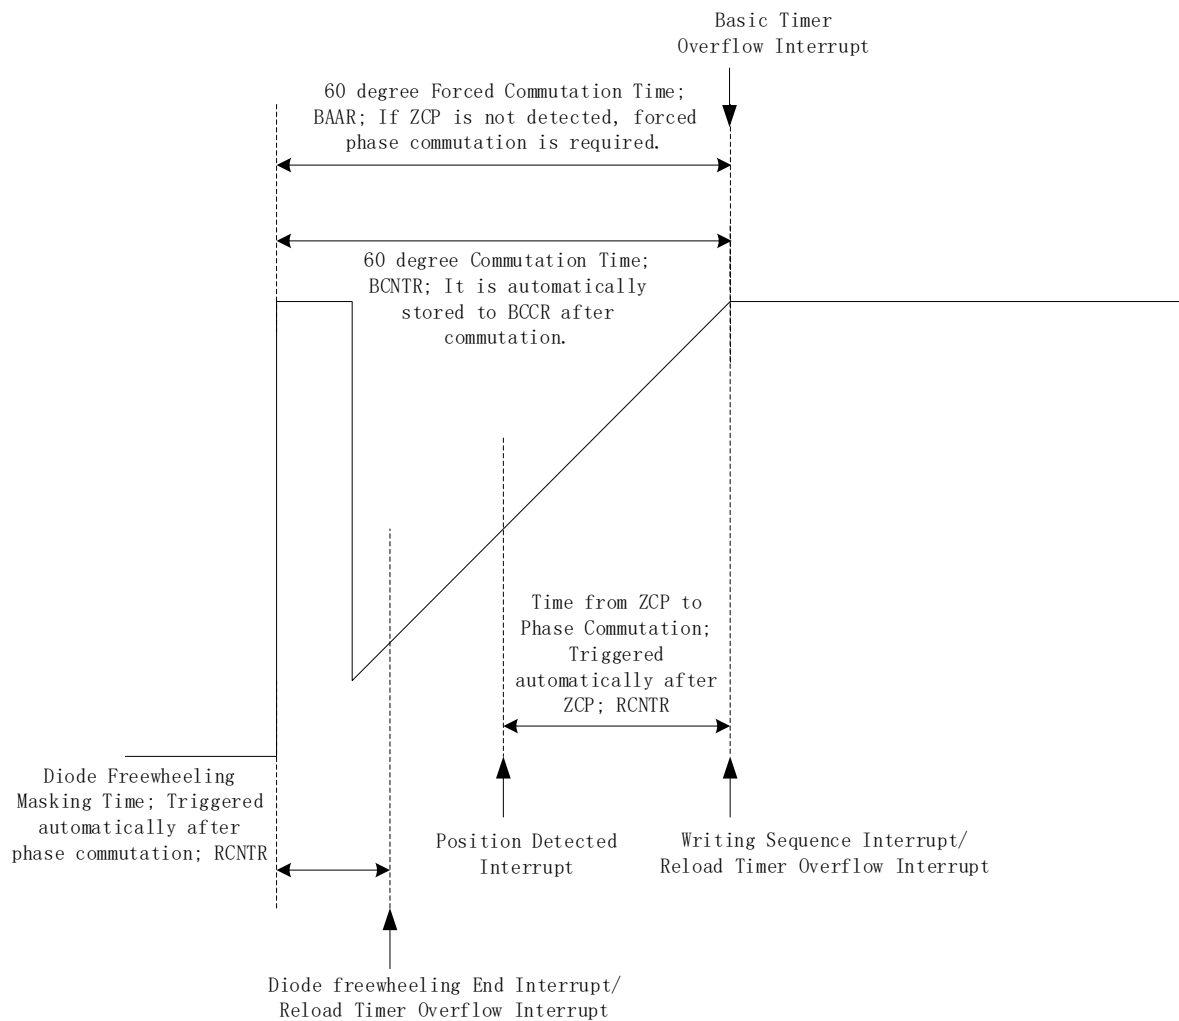 Basic Timer
Overflow Interrupt
60 degree Forced Commutation Time;
BAAR; If ZCP is not detected, forced
phase commutation is required.
60 degree Commutation Time;
BCNTR; It is automatically
stored to BCCR after
commutation.
Time from ZCP to
Phase Commutation;
Triggered
automatically after
ZCP; RCNTR
Diode Freewheeling
Masking Time; Triggered
automatically after
phase commutation; RCNTR
Position Detected
Interrupt
Writing Sequence Interrupt/
Reload Timer Overflow Interrupt
Diode freewheeling End Interrupt/
Reload Timer Overflow Interrupt